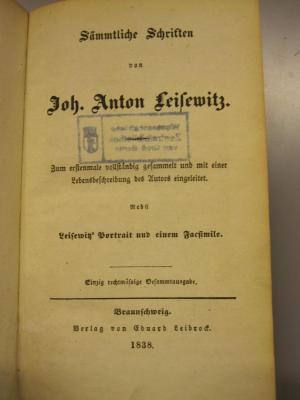 Sämmtliche Schriften
von
Joh. Anton Leisewitz.
Zum erstenmale vollständig gesammelt und mit einer
Lebensbeschreibung des Autors eingeleitet.
Nebst
Leisewitz' Portrait und einem Facsimile.
Einzig rechtmäßige Gesammtausgabe.
Braunschweig.
Verlag von Eduard Leibrock.
1838.